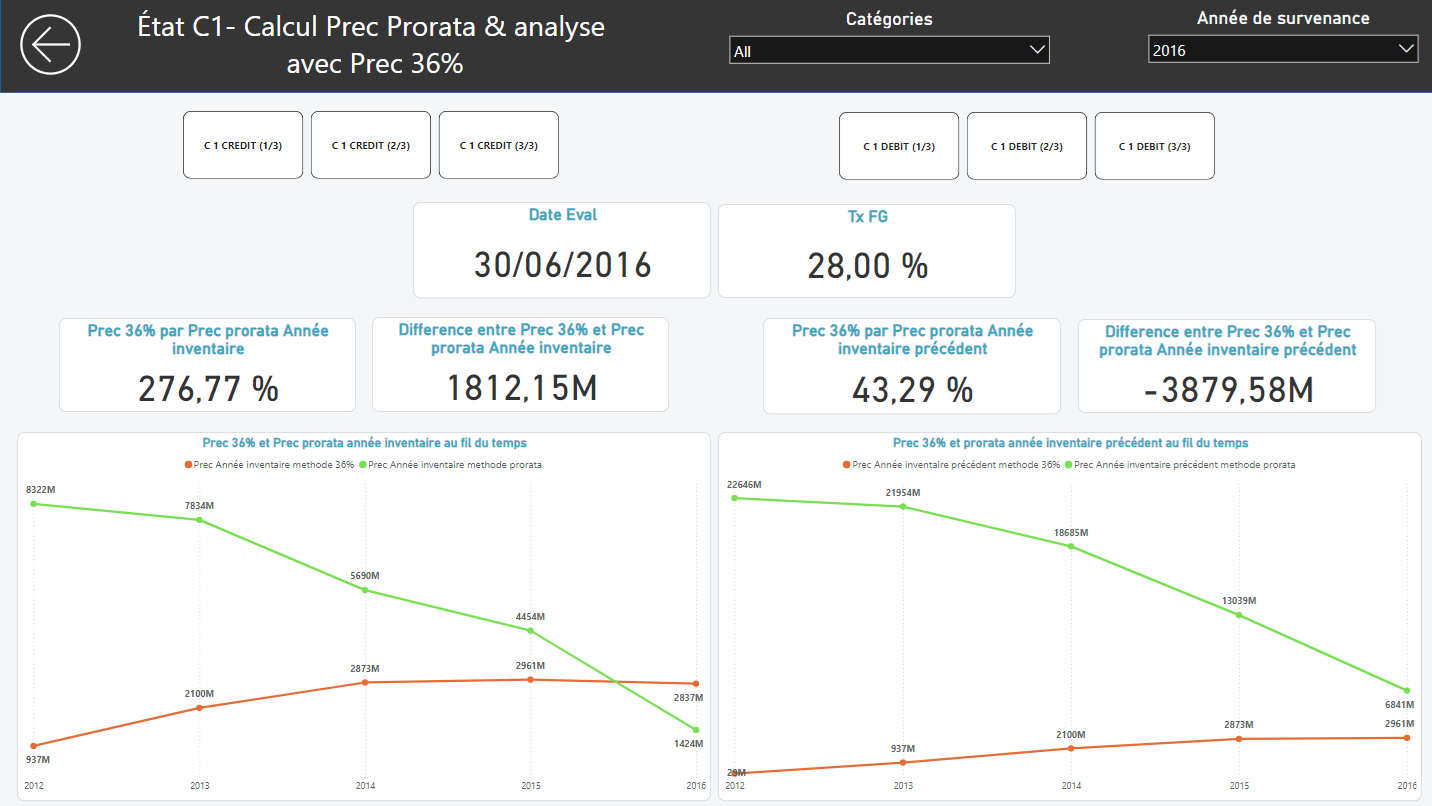 État C1- Calcul Prec Prorata & analyse
avec Prec 36%
Catégories
All
Année de survenance
2016
C 1 CREDIT (1/3)
C 1 CREDIT (2/3)
C 1 CREDIT (3/3)
C 1 DEBIT (1/3)
C 1 DEBIT (2/3)
C 1 DEBIT (3/3)
Date Eval
30/06/2016
Tx FG
28,00 %
Prec 36% par Prec prorata Année
inventaire
276,77 %
Difference entre Prec 36% et Prec
prorata Année inventaire
1812,15M
Prec 36% par Prec prorata Année
inventaire précédent
43,29 %
Difference entre Prec 36% et Prec
prorata Année inventaire précédent
-3879,58M
Prec 36% et Prec prorata année inventaire au fil du temps
Prec Année inventaire methode 36%
Prec Année inventaire methode prorata
8322M
7834M
5690M
4454M
2961M
2873M
2100M
2837M
1424M
937M
2012
2013
2014
2015
2016
Prec 36% et prorata année inventaire précédent au fil du temps
Prec Année inventaire précédent methode 36%
Prec Année inventaire précédent methode prorata
22646M
21954M
18685M
13039M
6841M
2961M
2873M
2100M
937M
2012
2013
2014
2015
2016